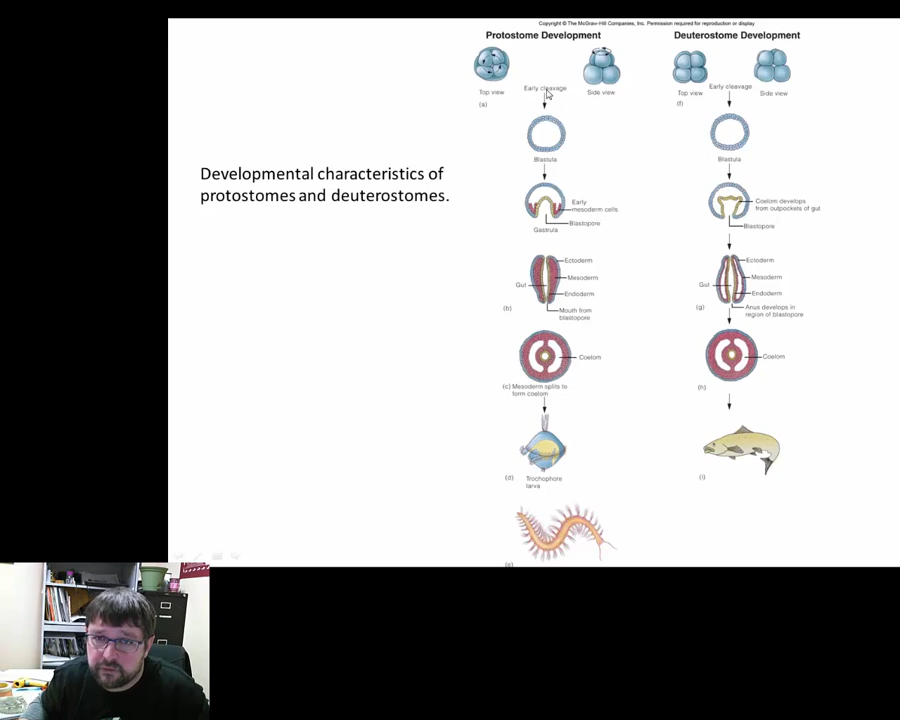 Copyright © The McGraw-Hill Companies, Inc. Permission required for reproduction or display
Protostome Development
Deuterostome Development
Early cleavage
Top view
Side view
(a)
Early cleavage
Top view
Side view
(f)
Blastula
Blastula
Developmental characteristics of
protostomes and deuterostomes.
Early
mesoderm cells
Blastopore
Gastrula
Coelom develops
from outpockets of gut
Blastopore
Ectoderm
Mesoderm
Gut
Endoderm
(b)
Mouth from
blastopore
Ectoderm
Mesoderm
Gut
Endoderm
(g)
Anus develops in
region of blastopore
Coelom
(c) Mesoderm splits to
form coelom
Coelom
(h)
(d)
Trochophore
larva
(i)
(e)